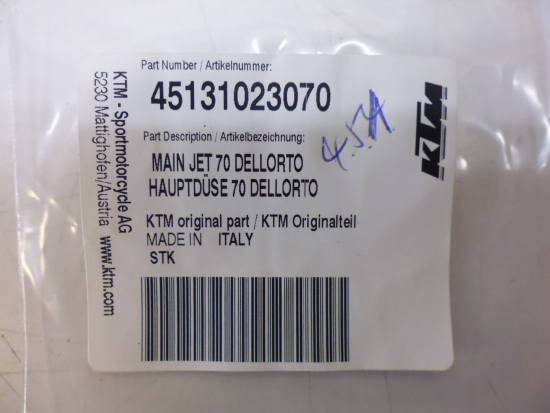 Part Number / Artikelnummer:
45131023070
Part Description / Artikelbezeichnung:
MAIN JET 70 DELLORTO
HAUPTDÜSE 70 DELLORTO
KTM original part / KTM Originalteil
MADE IN ITALY
STK
KTM - Sportmotorcycle AG
5230 Mattighofen/Austria www.ktm.com
KTM